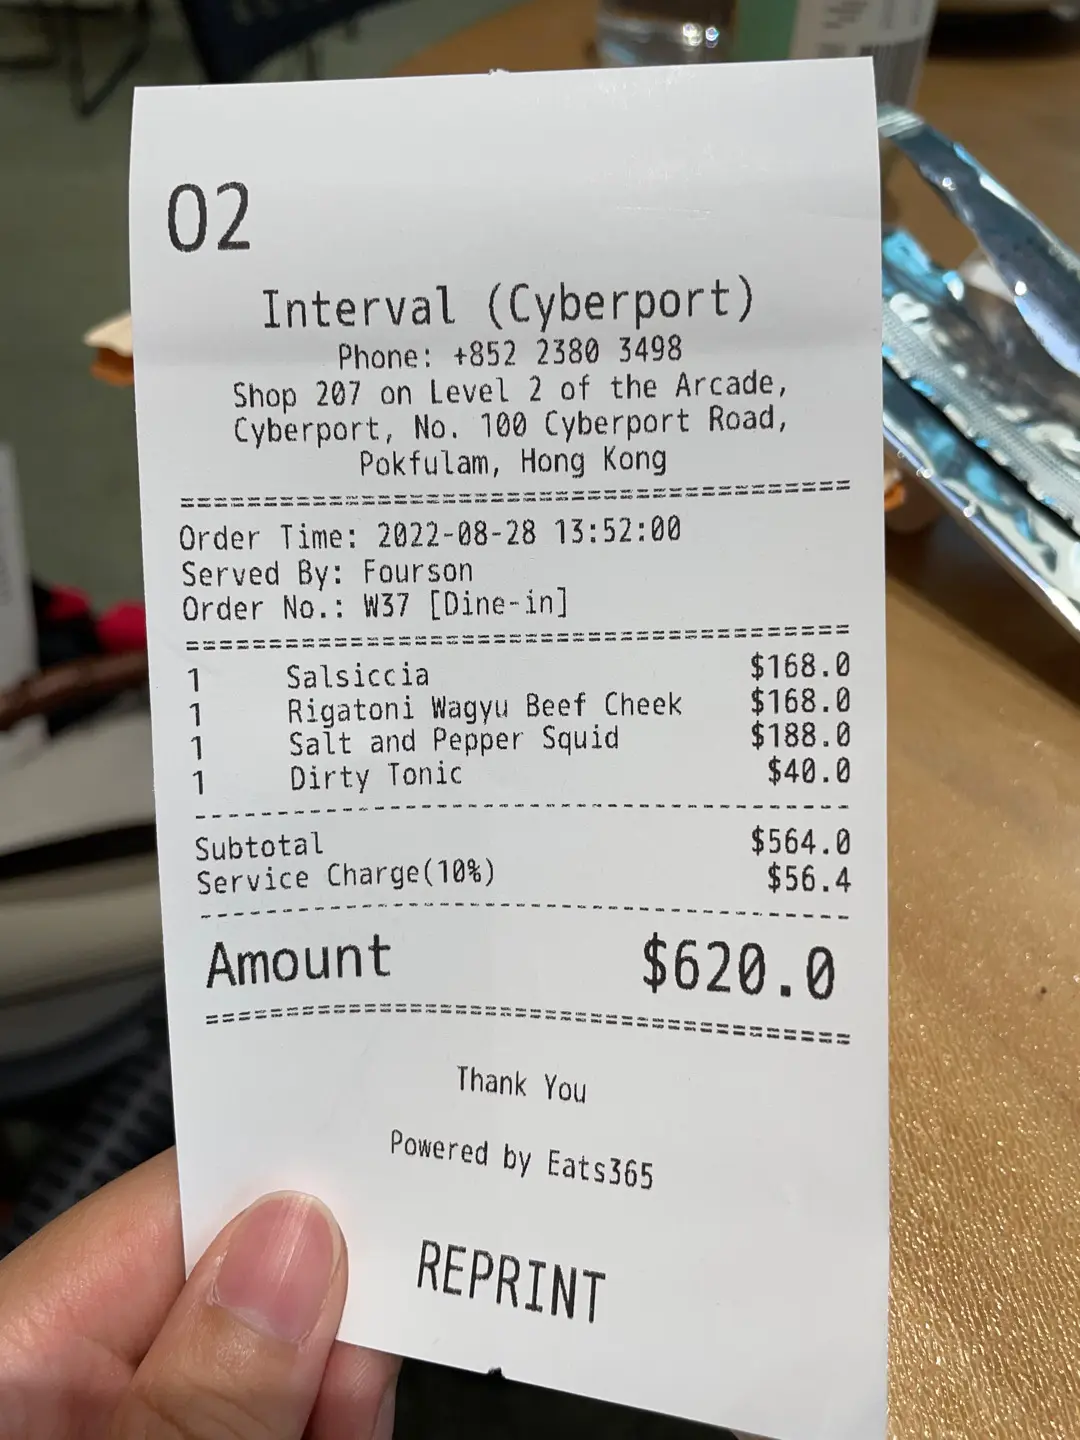 02
Interval (Cyberport)
Phone: +852 2380 3498
Shop 207 on Level 2 of the Arcade,
Cyberport, No. 100 Cyberport Road,
Pokfulam, Hong Kong
=========================================
Order Time: 2022-08-28 13:52:00
Served By: Fourson
Order No.: W37 [Dine-in]
=========================================
1 Salsiccia $168.0
1 Rigatoni Wagyu Beef Cheek $168.0
1 Salt and Pepper Squid $188.0
1 Dirty Tonic $40.0
-----------------------------------------
Subtotal $564.0
Service Charge(10%) $56.4
-----------------------------------------
Amount $620.0
=========================================
Thank You
Powered by Eats365
REPRINT